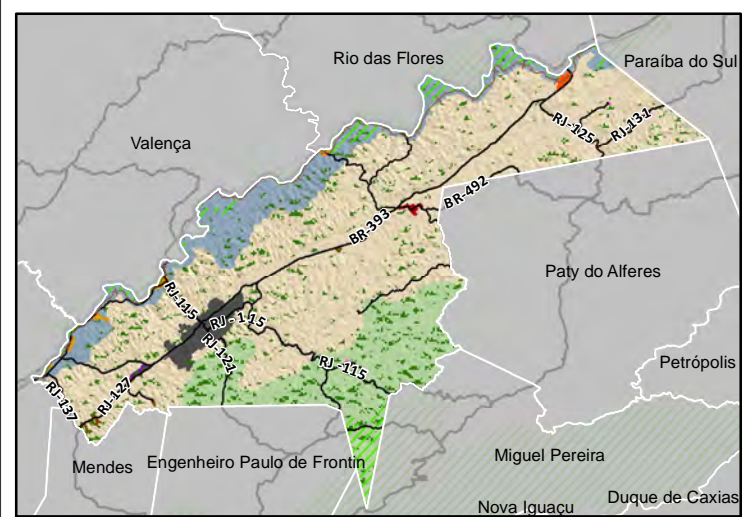 Rio das Flores
Paraíba do Sul
Valença
RJ-125
RJ-131
BR-492
BR-393
Paty do Alferes
RJ-115
RJ - 115
RJ-121
RJ -115
RJ-127
RJ-137
Petrópolis
Mendes
Engenheiro Paulo de Frontin
Miguel Pereira
Nova Iguaçu
Duque de Caxias